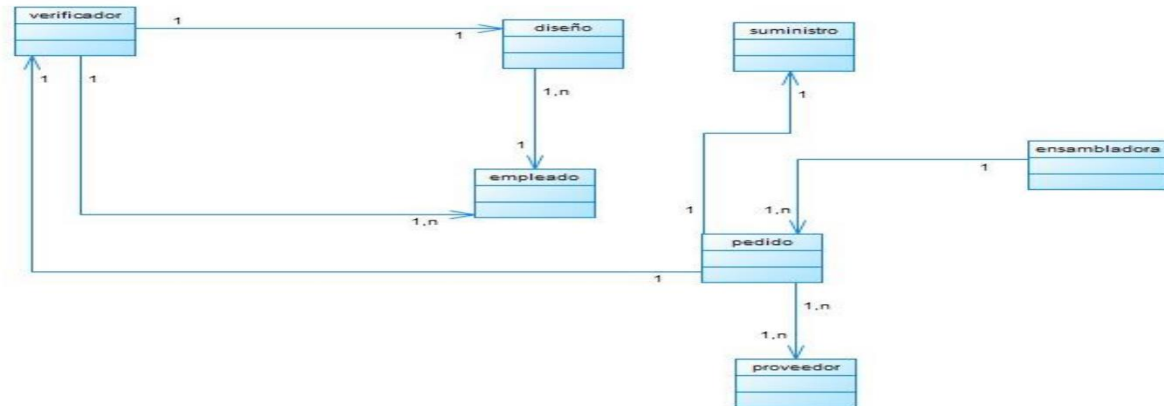 verificador
1
1
diseño
suministro
1
1
1,n
1
1
empleado
1,n
ensambladora
1
1,n
1
pedido
1
1,n
1,n
proveedor